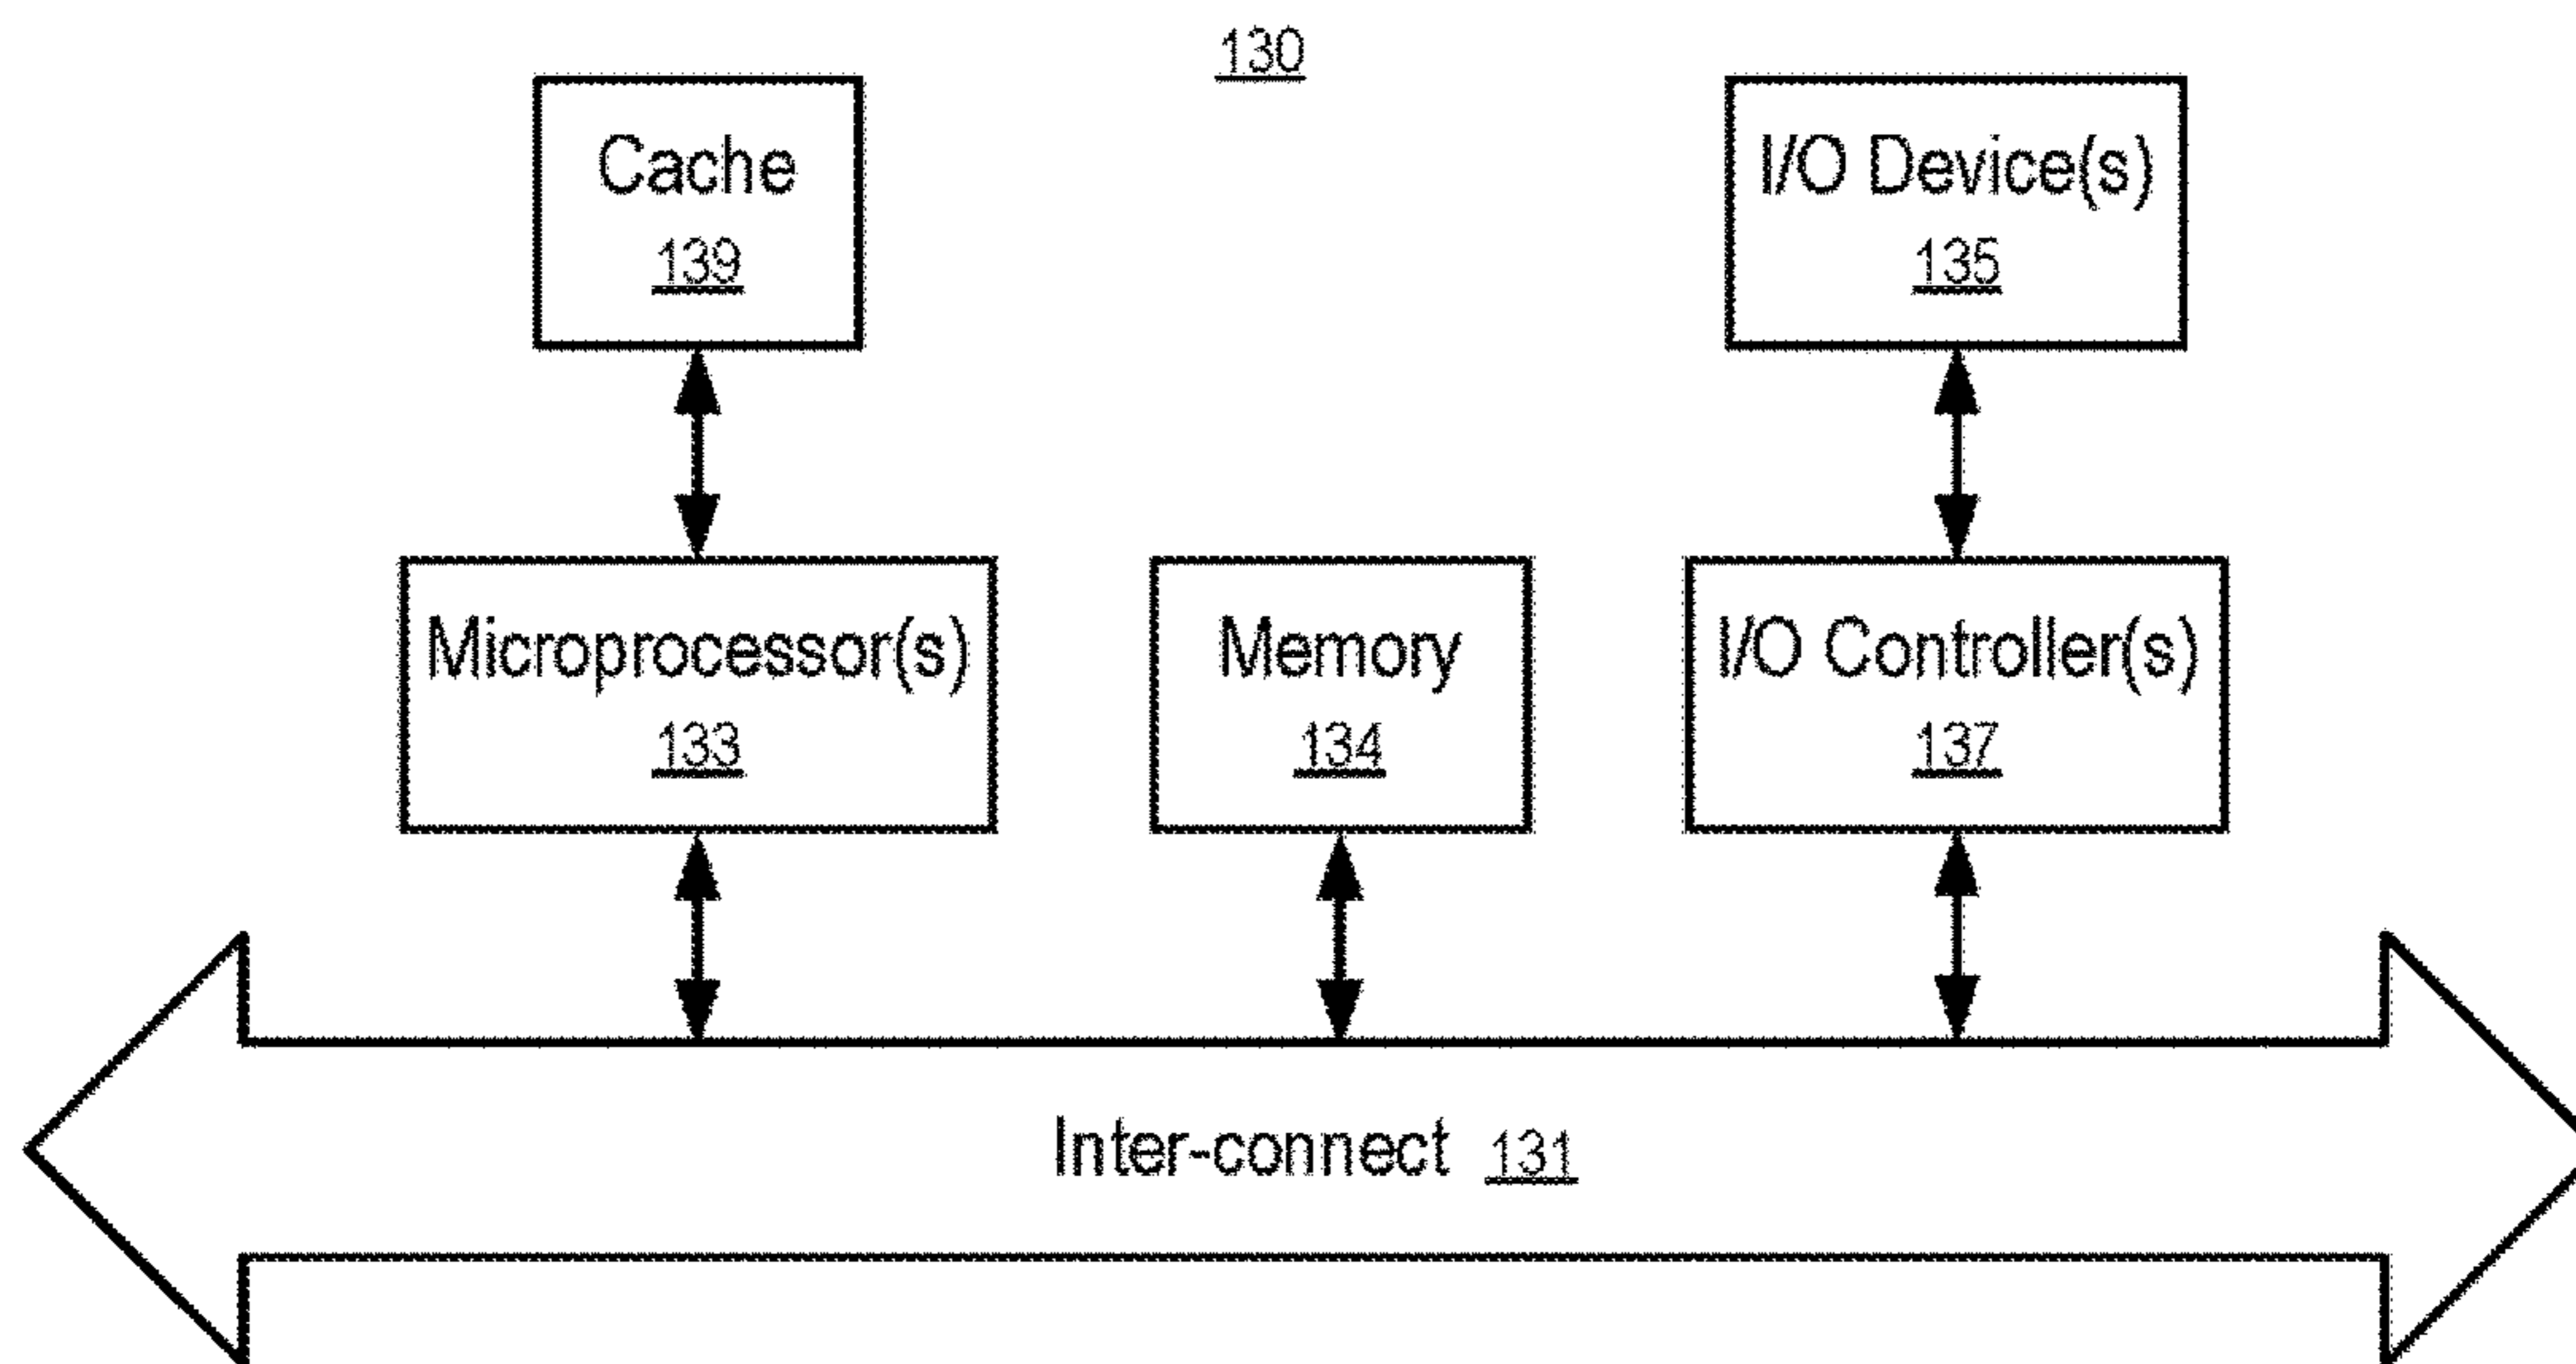 130
Cache
139
I/O Device(s)
135
Microprocessor(s)
133
Memory
134
I/O Controller(s)
137
Inter-connect 131